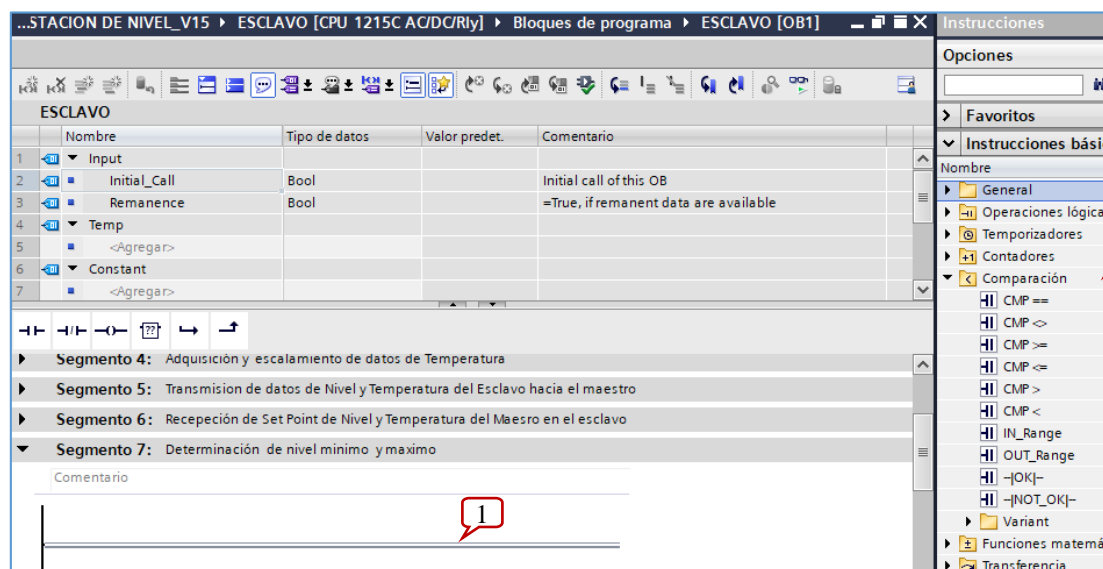 ...STACION DE NIVEL_V15 ▸ ESCLAVO [CPU 1215C AC/DC/Rly] ▸ Bloques de programa ▸ ESCLAVO [OB1]
Instrucciones
Opciones
ESCLAVO
Nombre Tipo de datos Valor predet. Comentario
1 Input
2 Initial_Call Bool Initial call of this OB
3 Remanence Bool =True, if remanent data are available
4 Temp
5 <Agregar>
6 Constant
7 <Agregar>
??
Segmento 4: Adquisición y escalamiento de datos de Temperatura
Segmento 5: Transmision de datos de Nivel y Temperatura del Esclavo hacia el maestro
Segmento 6: Recepeción de Set Point de Nivel y Temperatura del Maesro en el esclavo
Segmento 7: Determinación de nivel minimo y maximo
Comentario
1
Favoritos
Instrucciones bási
Nombre
General
Operaciones lógica
Temporizadores
Contadores
Comparación
CMP ==
CMP <>
CMP >=
CMP <=
CMP >
CMP <
IN_Range
OUT_Range
-|OK|-
-|NOT_OK|-
Variant
Funciones matemá
Transferencia